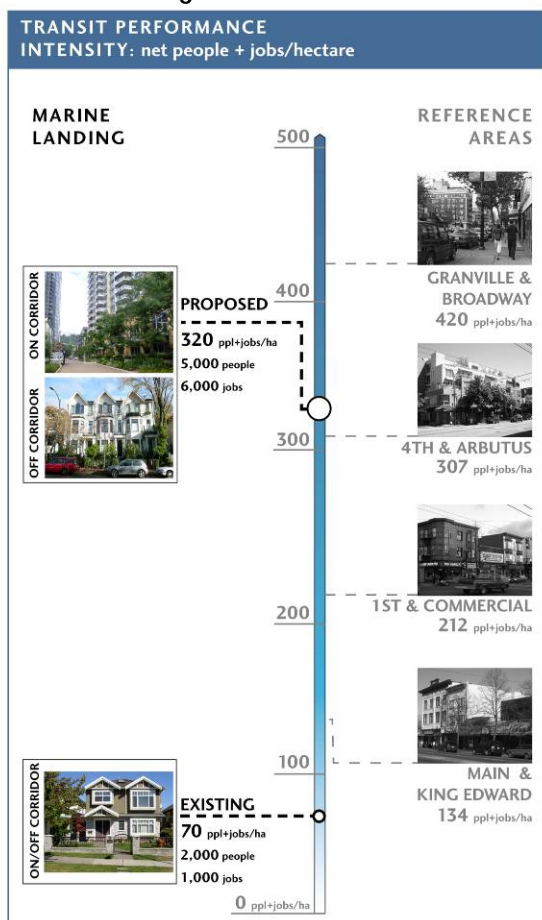 TRANSIT PERFORMANCE
INTENSITY: net people + jobs/hectare
MARINE
LANDING
REFERENCE
AREAS
500
400
300
200
100
0 ppl+jobs/ha
ON CORRIDOR
OFF CORRIDOR
PROPOSED
320 ppl+jobs/ha
5,000 people
6,000 jobs
ON/OFF CORRIDOR
EXISTING
70 ppl+jobs/ha
2,000 people
1,000 jobs
GRANVILLE &
BROADWAY
420 ppl+jobs/ha
4TH & ARBUTUS
307 ppl+jobs/ha
1ST & COMMERCIAL
212 ppl+jobs/ha
MAIN &
KING EDWARD
134 ppl+jobs/ha